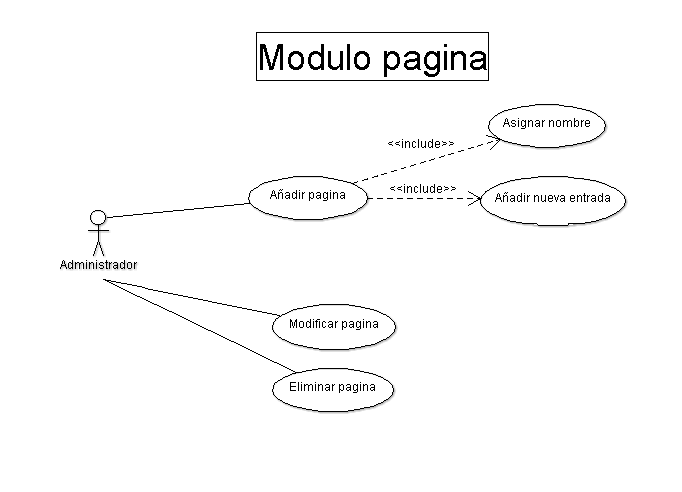 Modulo pagina
Asignar nombre
<<include>>
Añadir pagina
<<include>>
Añadir nueva entrada
Administrador
Modificar pagina
Eliminar pagina